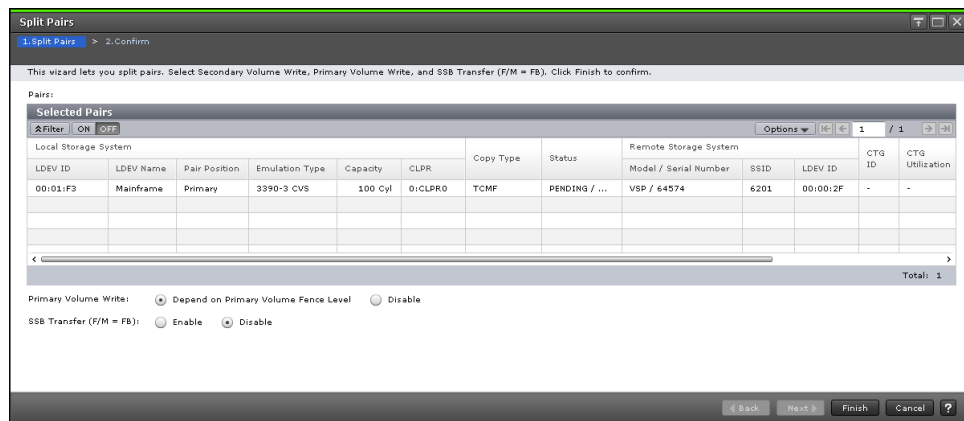 Split Pairs
1.Split Pairs > 2.Confirm
This wizard lets you split pairs. Select Secondary Volume Write, Primary Volume Write, and SSB Transfer (F/M = FB). Click Finish to confirm.
Pairs:
Selected Pairs
Filter ON OFF Options 1 / 1
Local Storage System Copy Type Status Remote Storage System CTG ID CTG Utilization
LDEV ID LDEV Name Pair Position Emulation Type Capacity CLPR Model / Serial Number SSID LDEV ID
00:01:F3 Mainframe Primary 3390-3 CVS 100 Cyl 0:CLPR0 TCMF PENDING / ... VSP / 64574 6201 00:00:2F - -
Total: 1
Primary Volume Write: Depend on Primary Volume Fence Level Disable
SSB Transfer (F/M = FB): Enable Disable
Back Next Finish Cancel ?